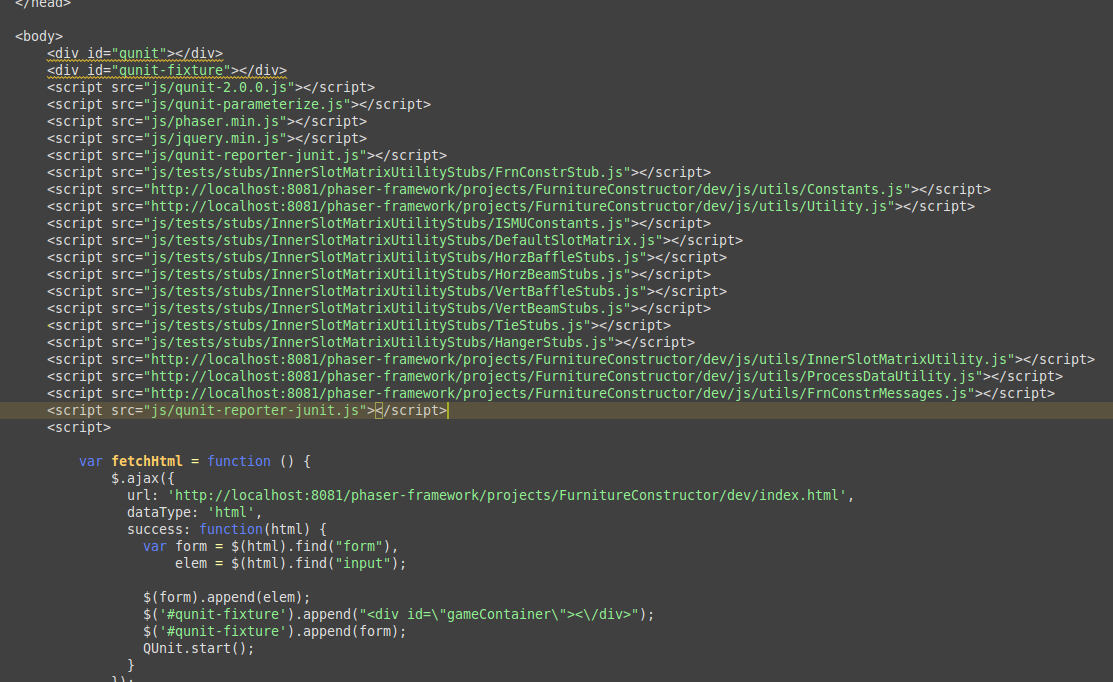 </head>
<body>
<div id="qunit"></div>
<div id="qunit-fixture"></div>
<script src="js/qunit-2.0.0.js"></script>
<script src="js/qunit-parameterize.js"></script>
<script src="js/phaser.min.js"></script>
<script src="js/jquery.min.js"></script>
<script src="js/qunit-reporter-junit.js"></script>
<script src="js/tests/stubs/InnerSlotMatrixUtilityStubs/FrnConstrStub.js"></script>
<script src="http://localhost:8081/phaser-framework/projects/FurnitureConstructor/dev/js/utils/Constants.js"></script>
<script src="http://localhost:8081/phaser-framework/projects/FurnitureConstructor/dev/js/utils/Utility.js"></script>
<script src="js/tests/stubs/InnerSlotMatrixUtilityStubs/ISMUConstants.js"></script>
<script src="js/tests/stubs/InnerSlotMatrixUtilityStubs/DefaultSlotMatrix.js"></script>
<script src="js/tests/stubs/InnerSlotMatrixUtilityStubs/HorzBaffleStubs.js"></script>
<script src="js/tests/stubs/InnerSlotMatrixUtilityStubs/HorzBeamStubs.js"></script>
<script src="js/tests/stubs/InnerSlotMatrixUtilityStubs/VertBaffleStubs.js"></script>
<script src="js/tests/stubs/InnerSlotMatrixUtilityStubs/VertBeamStubs.js"></script>
<script src="js/tests/stubs/InnerSlotMatrixUtilityStubs/TieStubs.js"></script>
<script src="js/tests/stubs/InnerSlotMatrixUtilityStubs/HangerStubs.js"></script>
<script src="http://localhost:8081/phaser-framework/projects/FurnitureConstructor/dev/js/utils/InnerSlotMatrixUtility.js"></script>
<script src="http://localhost:8081/phaser-framework/projects/FurnitureConstructor/dev/js/utils/ProcessDataUtility.js"></script>
<script src="http://localhost:8081/phaser-framework/projects/FurnitureConstructor/dev/js/utils/FrnConstrMessages.js"></script>
<script src="js/qunit-reporter-junit.js"></script>
<script>
var fetchHtml = function () {
$.ajax({
url: 'http://localhost:8081/phaser-framework/projects/FurnitureConstructor/dev/index.html',
dataType: 'html',
success: function(html) {
var form = $(html).find("form"),
elem = $(html).find("input");
$(form).append(elem);
$('#qunit-fixture').append("<div id=\"gameContainer\"><\/div>");
$('#qunit-fixture').append(form);
QUnit.start();
}
});